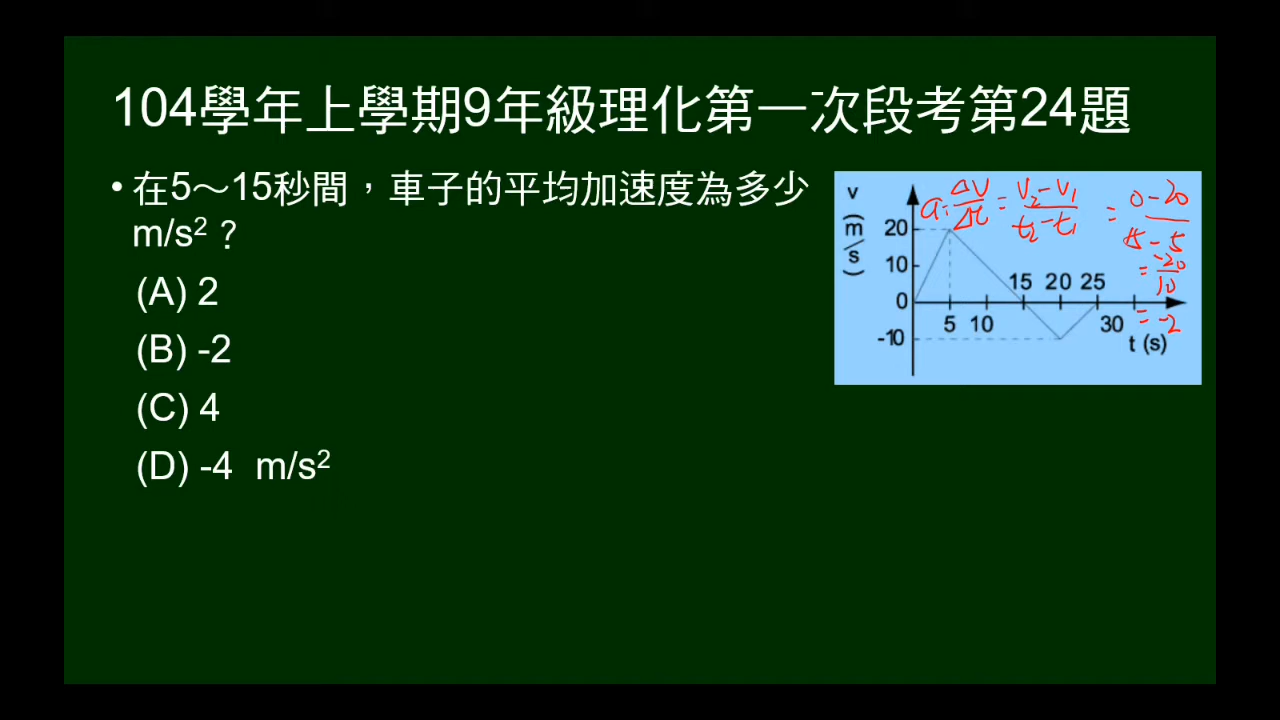 104學年上學期9年級理化第一次段考第24題
• 在5～15秒間，車子的平均加速度為多少
m/s²？
(A) 2
(B) -2
(C) 4
(D) -4 m/s²
v (m/s)
20
10
0
-10
5 10
15 20 25
30
t (s)
a = ΔV/Δt = V₂-V₁/t₂-t₁ = 0-20/15-5
= -20/10
= -2